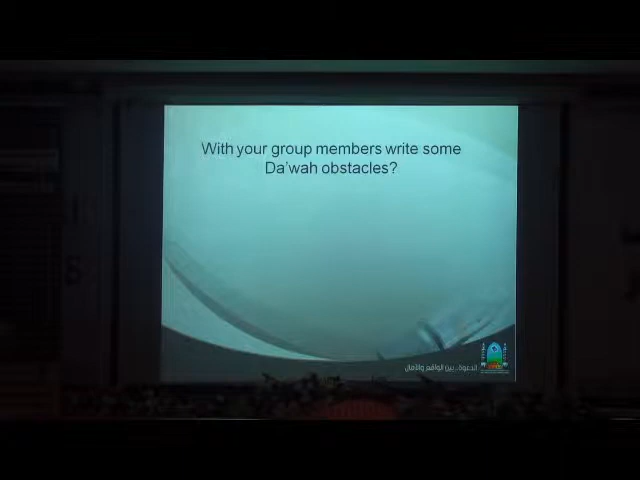 With your group members write some
Da'wah obstacles?
الدعوة.. بين الواقع والآمال